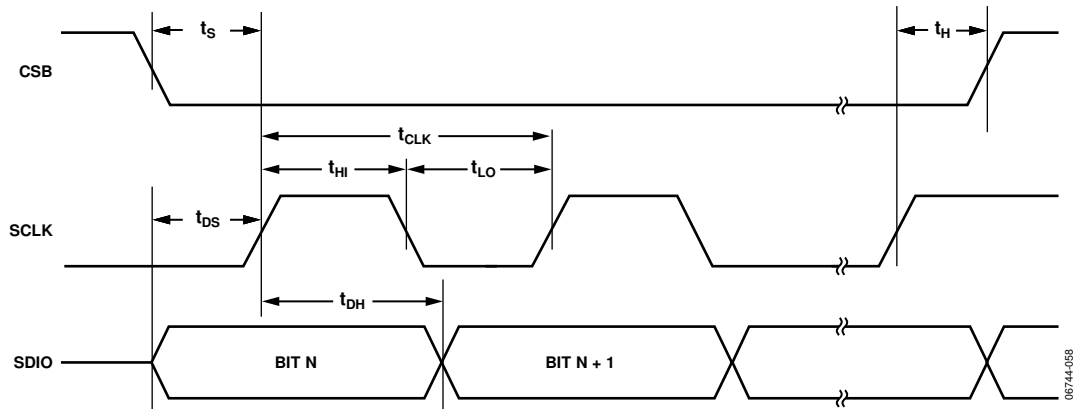 tS
tH
CSB
tCLK
tHI
tLO
tDS
SCLK
tDH
SDIO
BIT N
BIT N + 1
06744-058